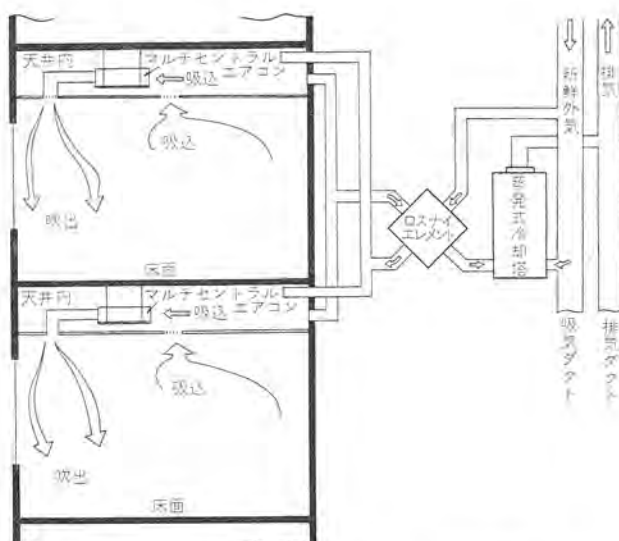 天井内
マルチセントラル
エアコン
吸込
吸込
吹出
床面
天井内
マルチセントラル
エアコン
吸込
吸込
吹出
床面
ロスナイ
エレメント
蒸発式冷却塔
新鮮外気
排気
吸気ダクト
排気ダクト